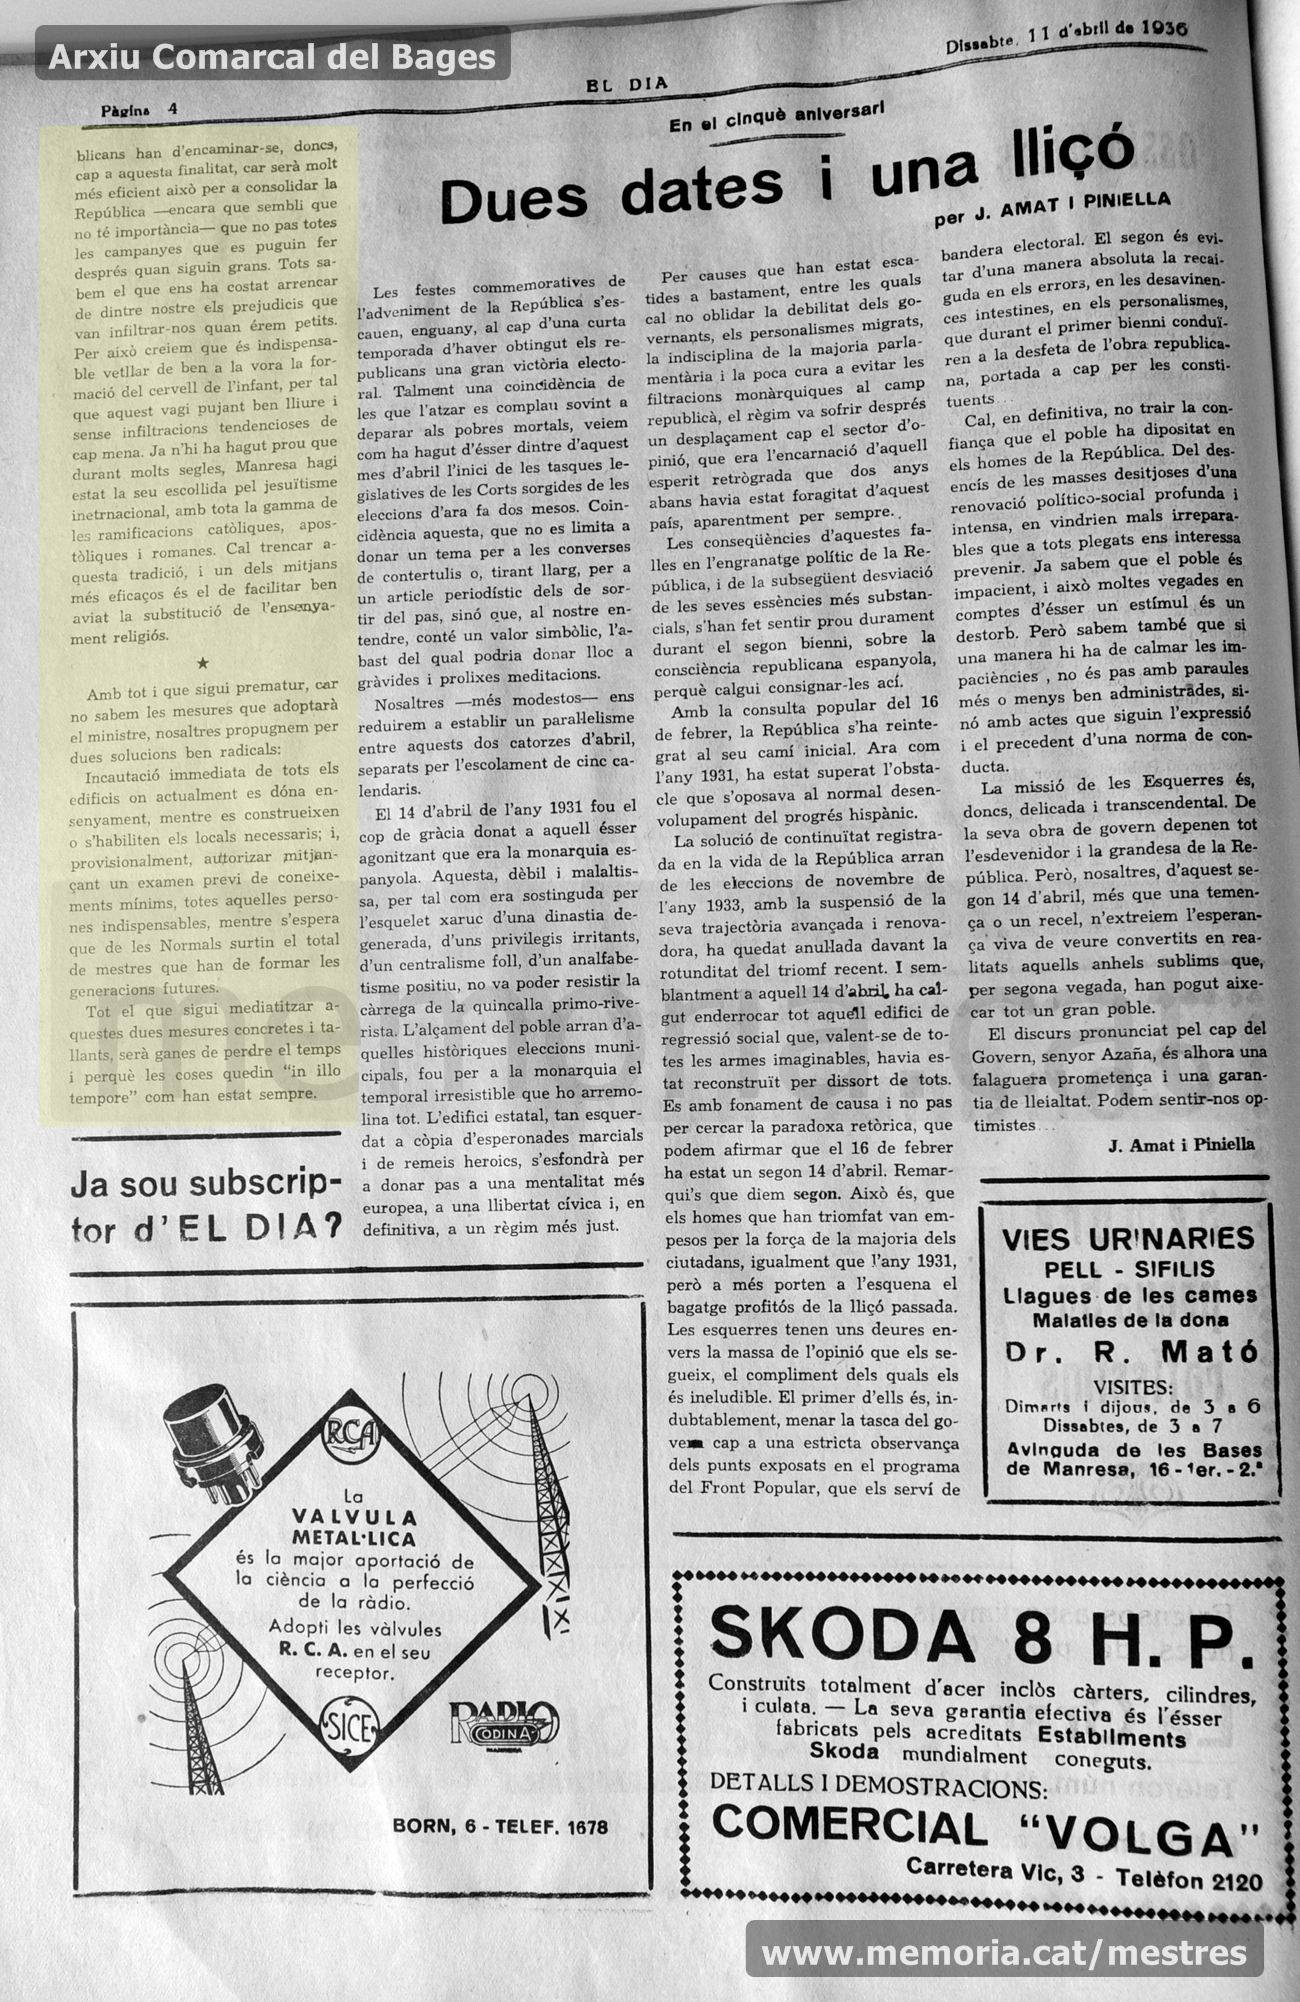 Arxiu Comarcal del Bages
Pàgina 4
EL DIA
Dissabte, 11 d'abril de 1936
blicans han d'encaminar-se, doncs,
cap a aquesta finalitat, car serà molt
més eficient això per a consolidar la
República —encara que sembli que
no té importància— que no pas totes
les campanyes que es puguin fer
després quan siguin grans. Tots sa-
bem el que ens ha costat arrencar
de dintre nostre els prejudicis que
van infiltrar-nos quan érem petits.
Per això creiem que és indispensa-
ble vetllar de ben a la vora la for-
mació del cervell de l'infant, per tal
que aquest vagi pujant ben lliure i
sense infiltracions tendencioses de
cap mena. Ja n'hi ha hagut prou que
durant molts segles, Manresa hagi
estat la seu escollida pel jesuïtisme
inetrnacional, amb tota la gamma de
les ramificacions catòliques, apos-
tòliques i romanes. Cal trencar a-
questa tradició, i un dels mitjans
més eficaços és el de facilitar ben
aviat la substitució de l'ensenya-
ment religiós.
★
Amb tot i que sigui prematur, car
no sabem les mesures que adoptarà
el ministre, nosaltres propugnem per
dues solucions ben radicals:
Incautació immediata de tots els
edificis on actualment es dóna en-
senyament, mentre es construeixen
o s'habiliten els locals necessaris; i,
provisionalment, autorizar mitjan-
çant un examen previ de coneixe-
ments mínims, totes aquelles perso-
nes indispensables, mentre s'espera
que de les Normals surtin el total
de mestres que han de formar les
generacions futures.
Tot el que sigui mediatitzar a-
questes dues mesures concretes i ta-
llants, serà ganes de perdre el temps
i perquè les coses quedin "in illo
tempore" com han estat sempre.
Ja sou subscrip-
tor d'EL DIA?
En el cinquè aniversari
Dues dates i una lliçó
per J. AMAT I PINIELLA
Les festes commemoratives de
l'adveniment de la República s'es-
cauen, enguany, al cap d'una curta
temporada d'haver obtingut els re-
publicans una gran victòria electo-
ral. Talment una coincidència de
les que l'atzar es complau sovint a
deparar als pobres mortals, veiem
com ha hagut d'ésser dintre d'aquest
mes d'abril l'inici de les tasques le-
gislatives de les Corts sorgides de les
eleccions d'ara fa dos mesos. Coin-
cidència aquesta, que no es limita a
donar un tema per a les converses
de contertulis o, tirant llarg, per a
un article periodístic dels de sor-
tir del pas, sinó que, al nostre en-
tendre, conté un valor simbòlic, l'a-
bast del qual podria donar lloc a
gràvides i prolixes meditacions.
Nosaltres —més modestos— ens
reduirem a establir un paral·lelisme
entre aquests dos catorzes d'abril,
separats per l'escolament de cinc ca-
lendaris.
El 14 d'abril de l'any 1931 fou el
cop de gràcia donat a aquell ésser
agonitzant que era la monarquia es-
panyola. Aquesta, dèbil i malaltis-
sa, per tal com era sostinguda per
l'esquelet xaruc d'una dinastia de-
generada, d'uns privilegis irritants,
d'un centralisme foll, d'un analfabe-
tisme positiu, no va poder resistir la
càrrega de la quincalla primo-rive-
rista. L'alçament del poble arran d'a-
quelles històriques eleccions muni-
cipals, fou per a la monarquia el
temporal irresistible que ho arremo-
lina tot. L'edifici estatal, tan esquer-
dat a còpia d'esperonades marcials
i de remeis heroics, s'esfondrà per
a donar pas a una mentalitat més
europea, a una llibertat cívica i, en
definitiva, a un règim més just.
Per causes que han estat esca-
tides a bastament, entre les quals
cal no oblidar la debilitat dels go-
vernants, els personalismes migrats,
la indisciplina de la majoria parla-
mentària i la poca cura a evitar les
filtracions monàrquiques al camp
republicà, el règim va sofrir després
un desplaçament cap el sector d'o-
pinió, que era l'encarnació d'aquell
esperit retrògrada que dos anys
abans havia estat foragitat d'aquest
país, aparentment per sempre.
Les conseqüències d'aquestes fa-
lles en l'engranatge polític de la Re-
pública, i de la subsegüent desviació
de les seves essències més substan-
cials, s'han fet sentir prou durament
durant el segon bienni, sobre la
consciència republicana espanyola,
perquè calgui consignar-les ací.
Amb la consulta popular del 16
de febrer, la República s'ha reinte-
grat al seu camí inicial. Ara com
l'any 1931, ha estat superat l'obsta-
cle que s'oposava al normal desen-
volupament del progrés hispànic.
La solució de continuïtat registra-
da en la vida de la República arran
de les eleccions de novembre de
l'any 1933, amb la suspensió de la
seva trajectòria avançada i renova-
dora, ha quedat anul·lada davant la
rotunditat del triomf recent. I sem-
blantment a aquell 14 d'abril, ha cal-
gut enderrocar tot aquell edifici de
regressió social que, valent-se de to-
tes les armes imaginables, havia es-
tat reconstruït per dissort de tots.
Es amb fonament de causa i no pas
per cercar la paradoxa retòrica, que
podem afirmar que el 16 de febrer
ha estat un segon 14 d'abril. Remar-
qui's que diem segon. Això és, que
els homes que han triomfat van em-
pesos per la força de la majoria dels
ciutadans, igualment que l'any 1931,
però a més porten a l'esquena el
bagatge profitós de la lliçó passada.
Les esquerres tenen uns deures en-
vers la massa de l'opinió que els se-
gueix, el compliment dels quals els
és ineludible. El primer d'ells és, in-
dubtablement, menar la tasca del go-
vern cap a una estricta observança
dels punts exposats en el programa
del Front Popular, que els serví de
bandera electoral. El segon és evi-
tar d'una manera absoluta la recai-
guda en els errors, en les desavinen-
ces intestines, en els personalismes,
que durant el primer bienni conduï-
ren a la desfeta de l'obra republica-
na, portada a cap per les consti-
tuents...
Cal, en definitiva, no trair la con-
fiança que el poble ha dipositat en
els homes de la República. Del des-
encís de les masses desitjoses d'una
renovació político-social profunda i
intensa, en vindrien mals irrepara-
bles que a tots plegats ens interessa
prevenir. Ja sabem que el poble és
impacient, i això moltes vegades en
comptes d'ésser un estímul és un
destorb. Però sabem també que si
una manera hi ha de calmar les im-
paciències , no és pas amb paraules
més o menys ben administrades, si-
nó amb actes que siguin l'expressió
i el precedent d'una norma de con-
ducta.
La missió de les Esquerres és,
doncs, delicada i transcendental. De
la seva obra de govern depenen tot
l'esdevenidor i la grandesa de la Re-
pública. Però, nosaltres, d'aquest se-
gon 14 d'abril, més que una temen-
ça o un recel, n'extreiem l'esperan-
ça viva de veure convertits en rea-
litats aquells anhels sublims que,
per segona vegada, han pogut aixe-
car tot un gran poble.
El discurs pronunciat pel cap del
Govern, senyor Azaña, és alhora una
falaguera prometença i una garan-
tia de lleialtat. Podem sentir-nos op-
timistes...
J. Amat i Piniella
VIES URINARIES
PELL - SIFILIS
Llagues de les cames
Malalties de la dona
Dr. R. Mató
VISITES:
Dimarts i dijous, de 3 a 6
Dissabtes, de 3 a 7
Avinguda de les Bases
de Manresa, 16 - 1er. - 2.ª
RCA
La
VALVULA
METAL·LICA
és la major aportació de
la ciència a la perfecció
de la ràdio.
Adopti les vàlvules
R. C. A. en el seu
receptor.
SICE
RADIO
CODINA
MANRESA
BORN, 6 - TELEF. 1678
SKODA 8 H. P.
Construits totalment d'acer inclòs càrters, cilindres,
i culata. — La seva garantia efectiva és l'ésser
fabricats pels acreditats Establiments
Skoda mundialment coneguts.
DETALLS I DEMOSTRACIONS:
COMERCIAL "VOLGA"
Carretera Vic, 3 - Telèfon 2120
www.memoria.cat/mestres